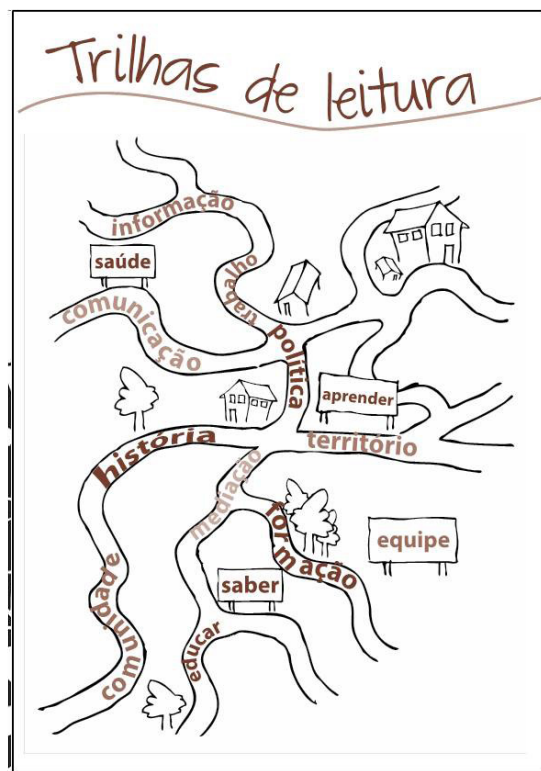 Trilhas de leitura
informação
saúde
trabalho
comunicação
política
aprender
história
território
mediação
formação
equipe
saber
comunidade
educar